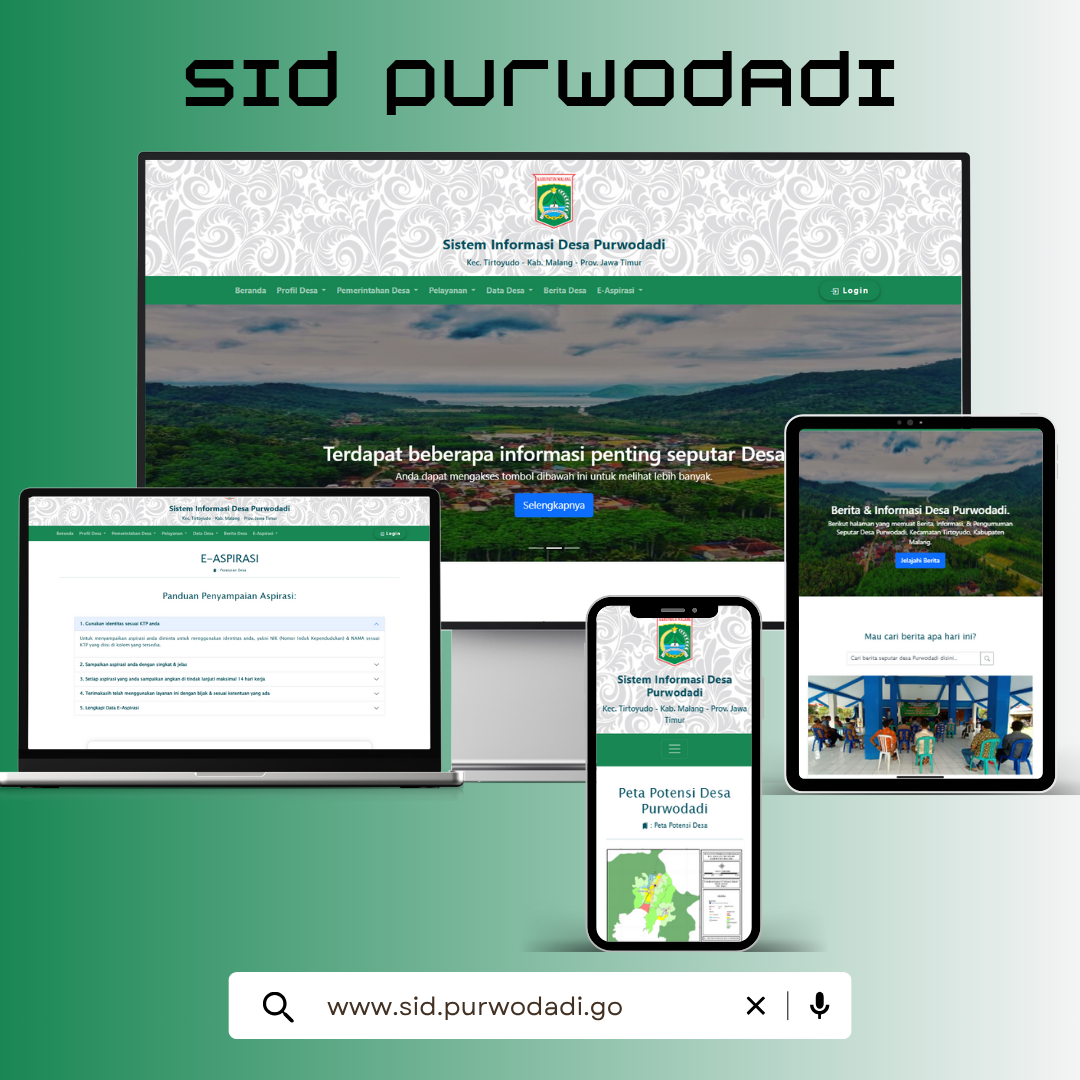 SID PURWODADI
KABUPATEN MALANG
Sistem Informasi Desa Purwodadi
Kec. Tirtoyudo - Kab. Malang - Prov. Jawa Timur
Beranda Profil Desa Pemerintahan Desa Pelayanan Data Desa Berita Desa E-Aspirasi Login
Terdapat beberapa informasi penting seputar Desa
Anda dapat mengakses tombol dibawah ini untuk melihat lebih banyak.
Selengkapnya
Sistem Informasi Desa Purwodadi
Kec. Tirtoyudo - Kab. Malang - Prov. Jawa Timur
Beranda Profil Desa Pemerintahan Desa Pelayanan Data Desa Berita Desa E-Aspirasi Login
E-ASPIRASI
: Pelayanan Desa
Panduan Penyampaian Aspirasi:
1. Gunakan identitas sesuai KTP anda
Untuk menyampaikan aspirasi anda diminta untuk menggunakan identitas anda, yakni NIK (Nomor Induk Kependudukan) & NAMA sesuai
KTP yang diisi di kolom yang tersedia.
2. Sampaikan aspirasi anda dengan singkat & jelas
3. Setiap aspirasi yang anda sampaikan angkan di tindak lanjuti maksimal 14 hari kerja
4. Terimakasih telah menggunakan layanan ini dengan bijak & sesuai ketentuan yang ada
5. Lengkapi Data E-Aspirasi
Berita & Informasi Desa Purwodadi.
Berikut halaman yang memuat Berita, Informasi, & Pengumuman
Seputar Desa Purwodadi, Kecamatan Tirtoyudo, Kabupaten
Malang.
Jelajahi Berita
Mau cari berita apa hari ini?
Cari berita seputar desa Purwodadi disini...
Sistem Informasi Desa
Purwodadi
Kec. Tirtoyudo - Kab. Malang - Prov. Jawa
Timur
Peta Potensi Desa
Purwodadi
: Peta Potensi Desa
www.sid.purwodadi.go